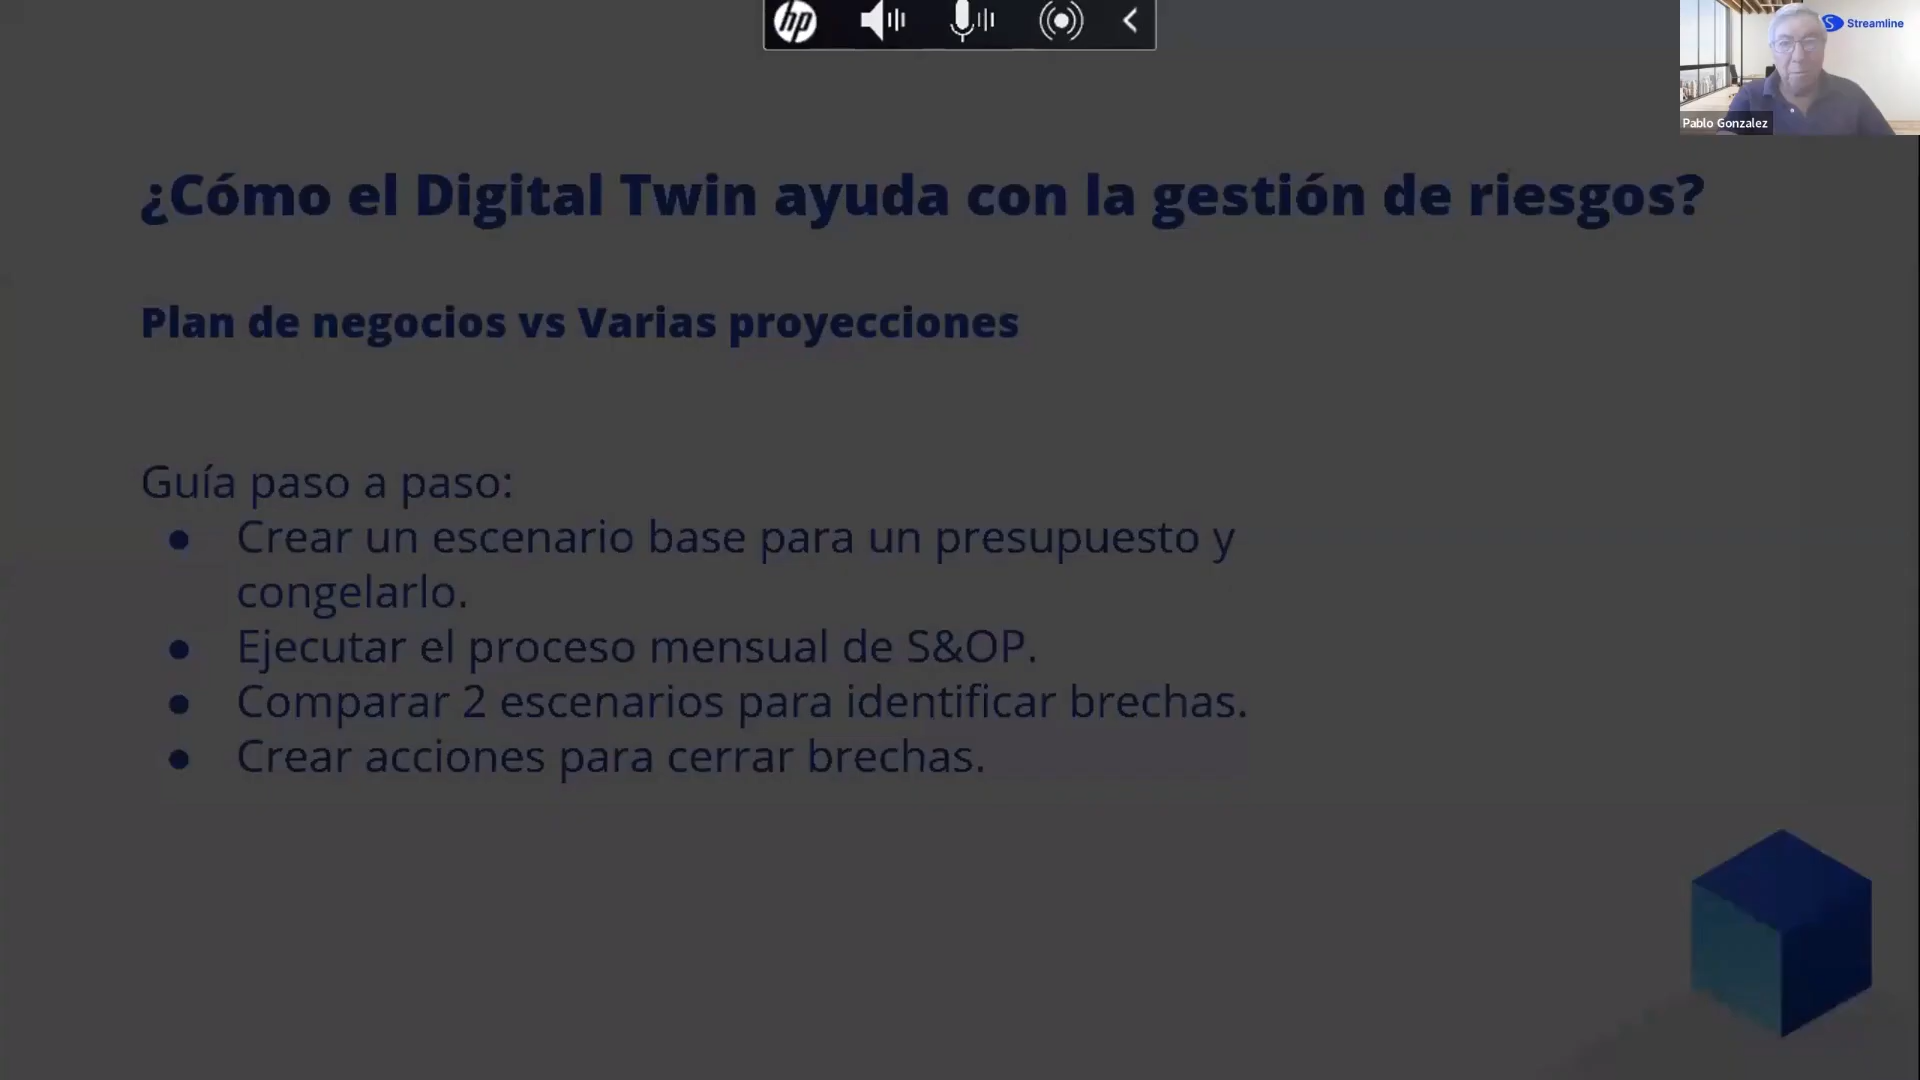 hp
Streamline
Pablo Gonzalez
¿Cómo el Digital Twin ayuda con la gestión de riesgos?
Plan de negocios vs Varias proyecciones
Guía paso a paso:
● Crear un escenario base para un presupuesto y
congelarlo.
● Ejecutar el proceso mensual de S&OP.
● Comparar 2 escenarios para identificar brechas.
● Crear acciones para cerrar brechas.